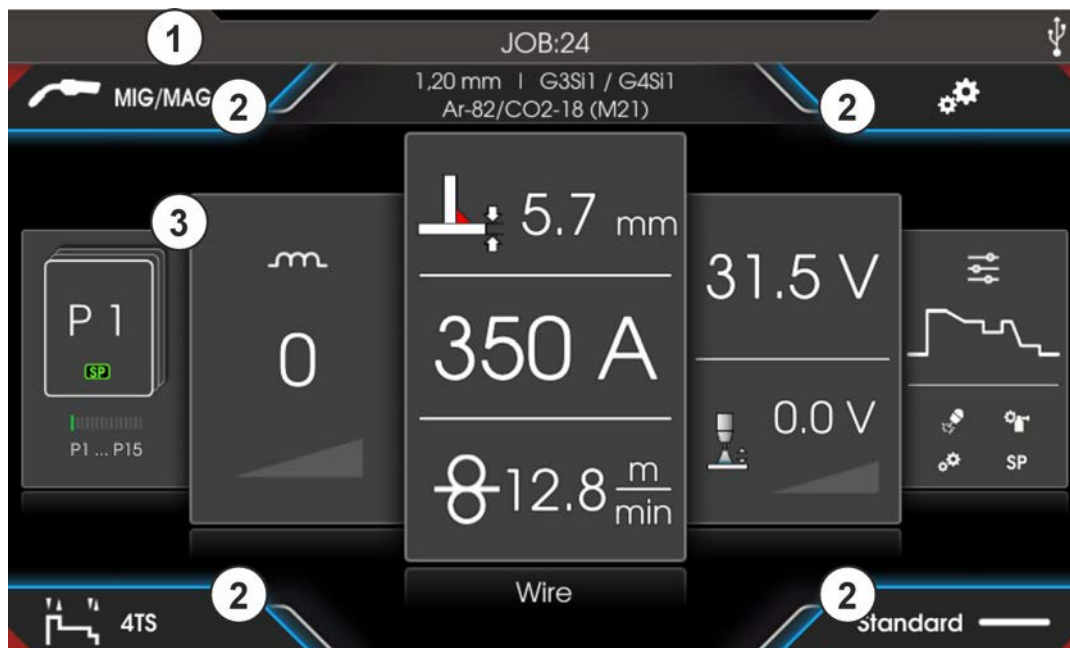 1
JOB:24
MIG/MAG
2
1,20 mm | G3Si1 / G4Si1
Ar-82/CO2-18 (M21)
2
3
P 1
SP
P1 ... P15
0
5.7 mm
350 A
12.8 m/min
31.5 V
0.0 V
SP
Wire
2
4TS
2
Standard